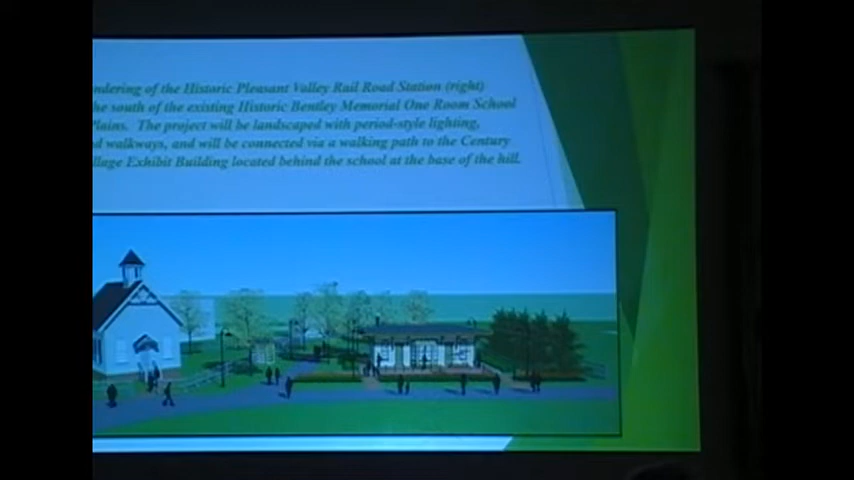 ndering of the Historic Pleasant Valley Rail Road Station (right)
he south of the existing Historic Bentley Memorial One Room School
Plains. The project will be landscaped with period-style lighting,
d walkways, and will be connected via a walking path to the Century
illage Exhibit Building located behind the school at the base of the hill.